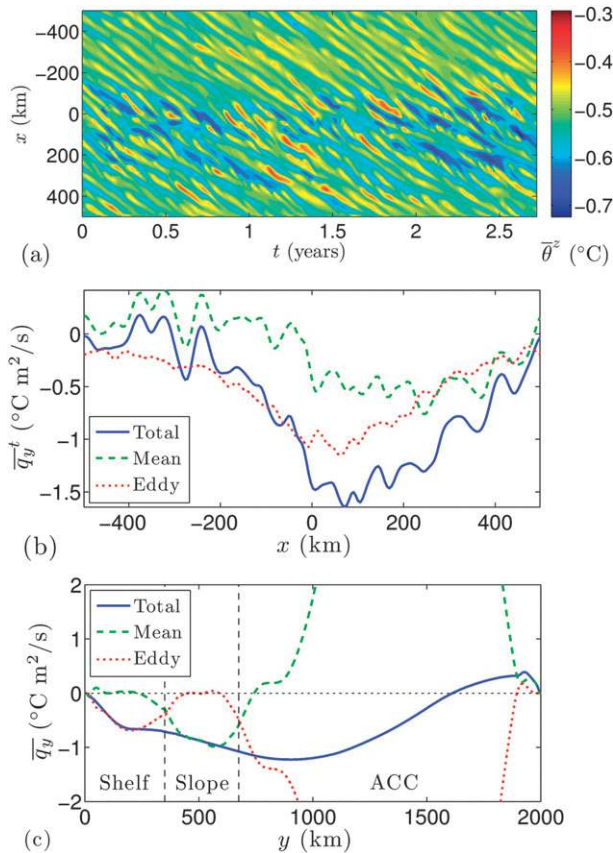 −400
−200
0
200
400
x (km)
0 0.5 1 1.5 2 2.5
t (years)
(a)
−0.3
−0.4
−0.5
−0.6
−0.7
θ̅ᶻ (°C)
0
−0.5
−1
−1.5
q̅y̅ᵗ (°C m²/s)
Total
Mean
Eddy
−400 −200 0 200 400
x (km)
(b)
2
1
0
−1
−2
q̅y̅ (°C m²/s)
Total
Mean
Eddy
Shelf Slope ACC
0 500 1000 1500 2000
y (km)
(c)